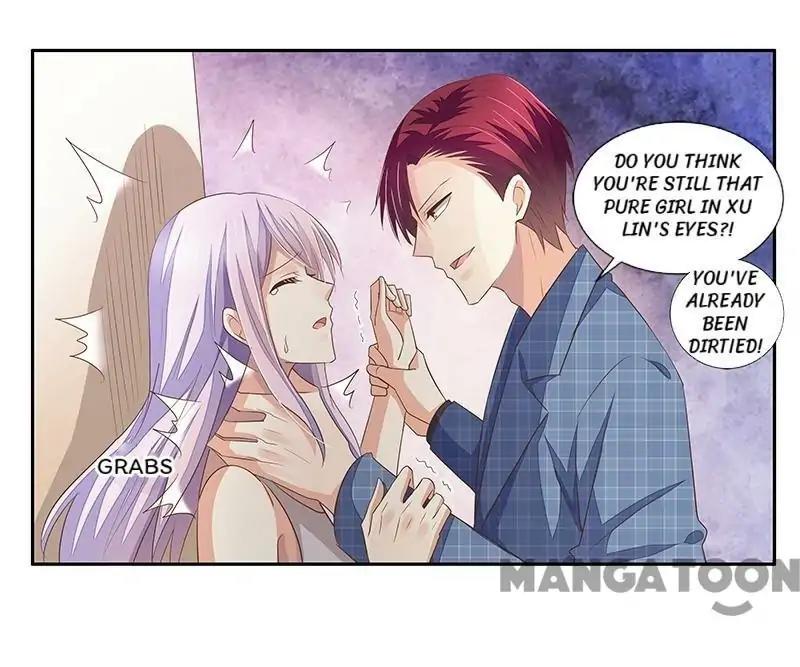 DO YOU THINK
YOU'RE STILL THAT
PURE GIRL IN XU
LIN'S EYES?!
YOU'VE
ALREADY
BEEN
DIRTIED!
GRABS
MANGATOON